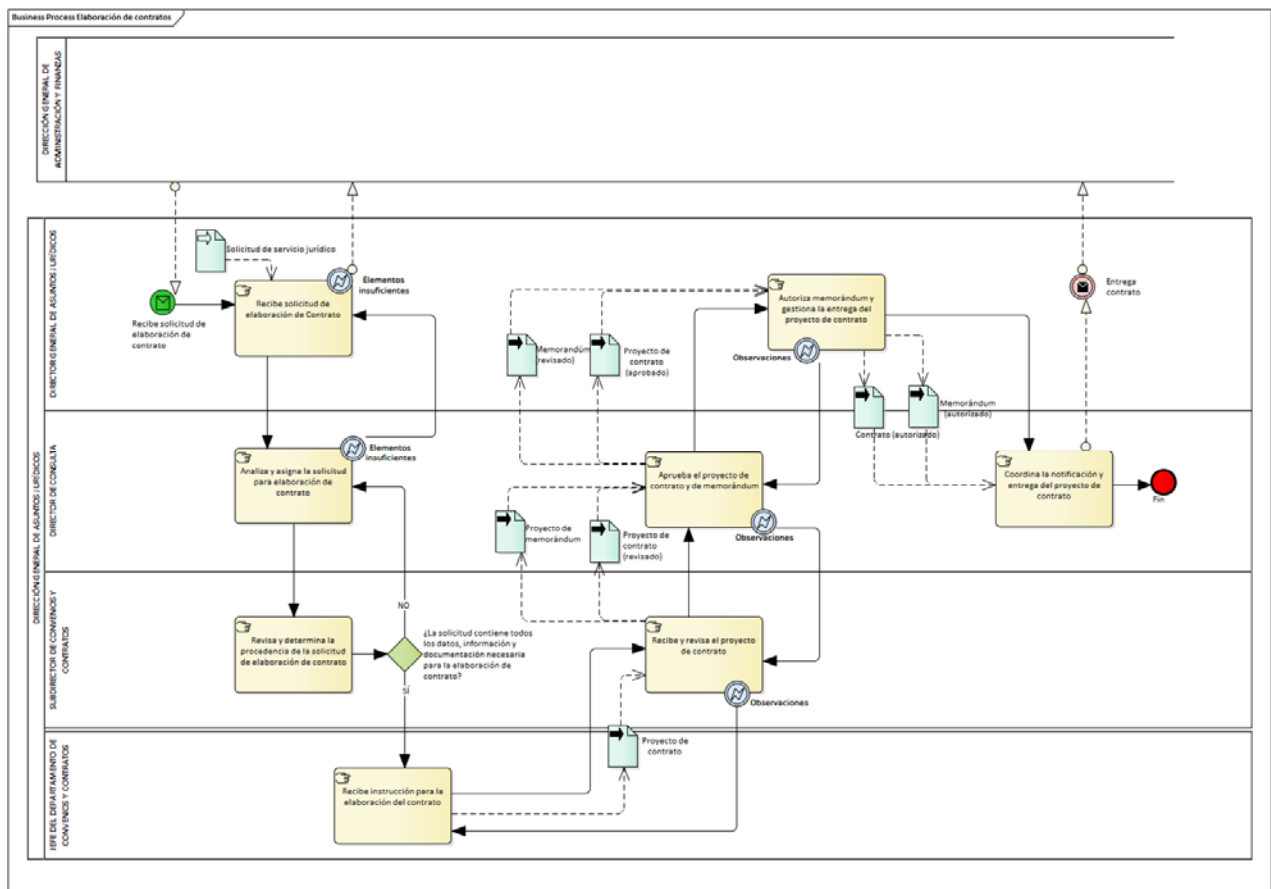 Business Process Elaboración de contratos
DIRECCIÓN GENERAL DE
ADMINISTRACIÓN Y FINANZAS
DIRECCIÓN GENERAL DE ASUNTOS JURÍDICOS
DIRECTOR GENERAL DE ASUNTOS JURÍDICOS
Solicitud de servicio jurídico
Elementos
insuficientes
Recibe solicitud de
elaboración de Contrato
Recibe solicitud de
elaboración de
contrato
Memorandúm
(revisado)
Proyecto de
contrato
(aprobado)
Autoriza memorándum y
gestiona la entrega del
proyecto de contrato
Observaciones
Entrega
contrato
Memorándum
(autorizado)
Contrato (autorizado)
DIRECTOR DE CONSULTA
Elementos
insuficientes
Analiza y asigna la solicitud
para elaboración de
contrato
Aprueba el proyecto de
contrato y de memorándum
Observaciones
Proyecto de
memorándum
Proyecto de
contrato
(revisado)
Coordina la notificación y
entrega del proyecto de
contrato
Fin
SUBDIRECTOR DE CONVENIOS Y
CONTRATOS
Revisa y determina la
procedencia de la solicitud
de elaboración de contrato
NO
¿La solicitud contiene todos
los datos, información y
documentación necesaria
para la elaboración de
contrato?
SÍ
Recibe y revisa el proyecto
de contrato
Observaciones
JEFE DEL DEPARTAMENTO DE
CONVENIOS Y CONTRATOS
Proyecto de
contrato
Recibe instrucción para la
elaboración del contrato